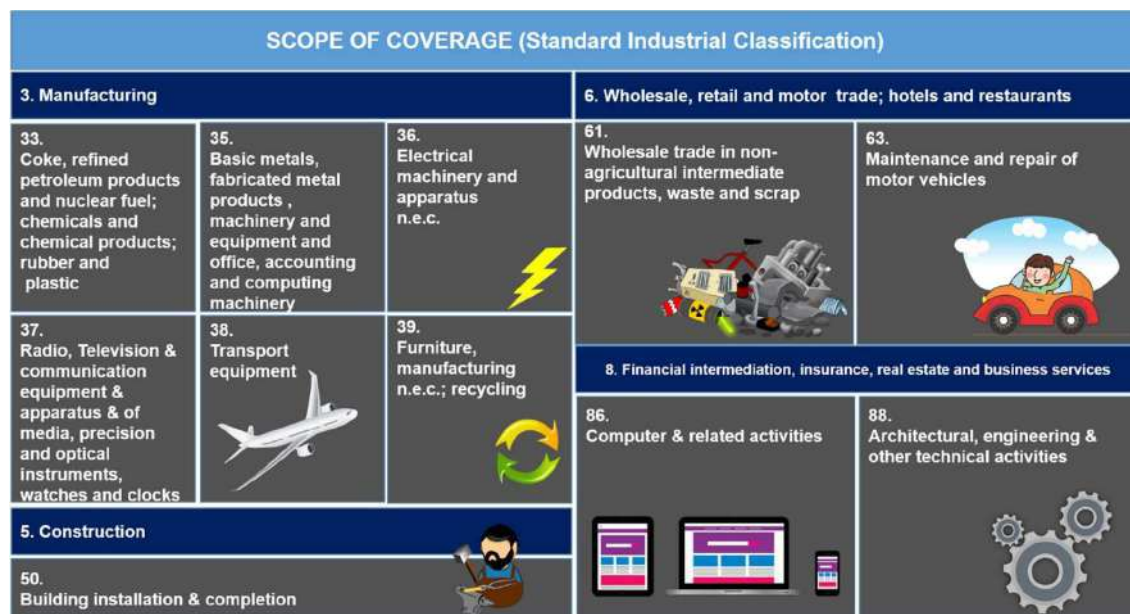 SCOPE OF COVERAGE (Standard Industrial Classification)
3. Manufacturing
33.
Coke, refined
petroleum products
and nuclear fuel;
chemicals and
chemical products;
rubber and
plastic
35.
Basic metals,
fabricated metal
products ,
machinery and
equipment and
office, accounting
and computing
machinery
36.
Electrical
machinery and
apparatus
n.e.c.
37.
Radio, Television &
communication
equipment &
apparatus & of
media, precision
and optical
instruments,
watches and clocks
38.
Transport
equipment
39.
Furniture,
manufacturing
n.e.c.; recycling
5. Construction
50.
Building installation & completion
6. Wholesale, retail and motor trade; hotels and restaurants
61.
Wholesale trade in non-
agricultural intermediate
products, waste and scrap
63.
Maintenance and repair of
motor vehicles
8. Financial intermediation, insurance, real estate and business services
86.
Computer & related activities
88.
Architectural, engineering &
other technical activities